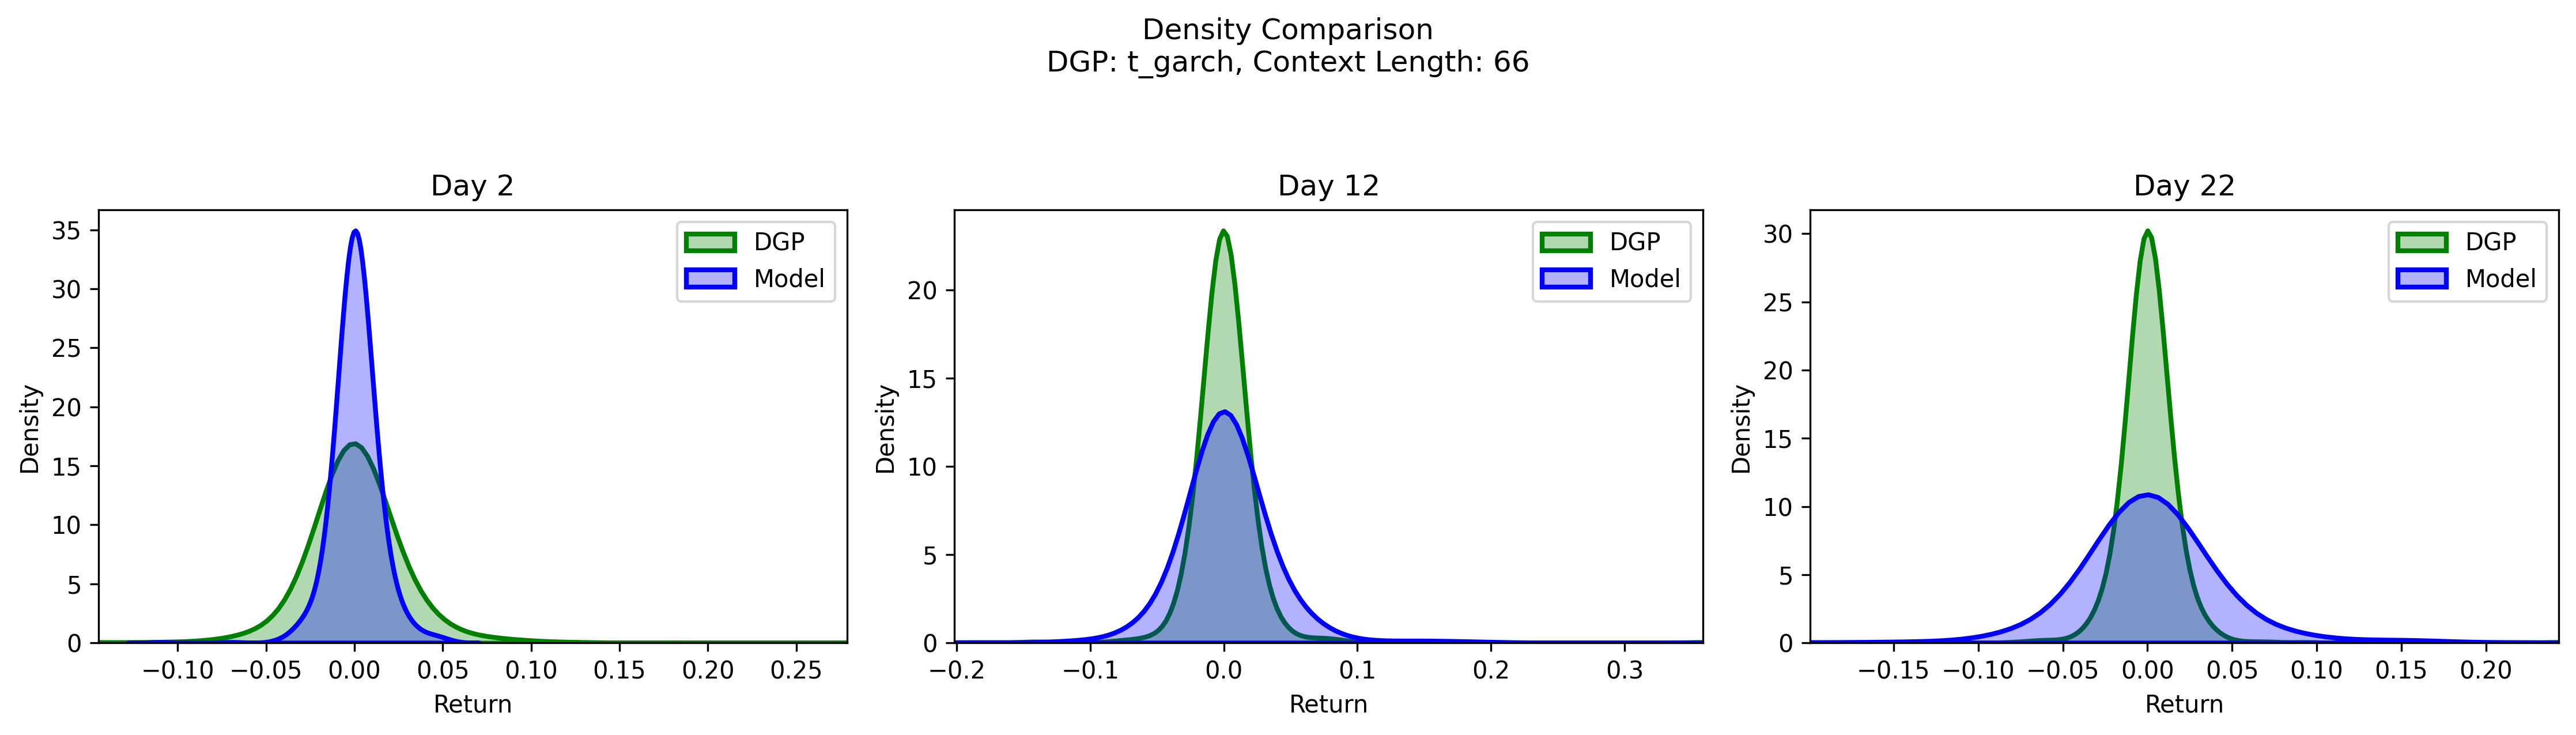 Density Comparison
DGP: t_garch, Context Length: 66
Day 2
35
30
25
20
15
10
5
0
Density
−0.10 −0.05 0.00 0.05 0.10 0.15 0.20 0.25
Return
DGP
Model
Day 12
20
15
10
5
0
Density
−0.2 −0.1 0.0 0.1 0.2 0.3
Return
DGP
Model
Day 22
30
25
20
15
10
5
0
Density
−0.15 −0.10 −0.05 0.00 0.05 0.10 0.15 0.20
Return
DGP
Model